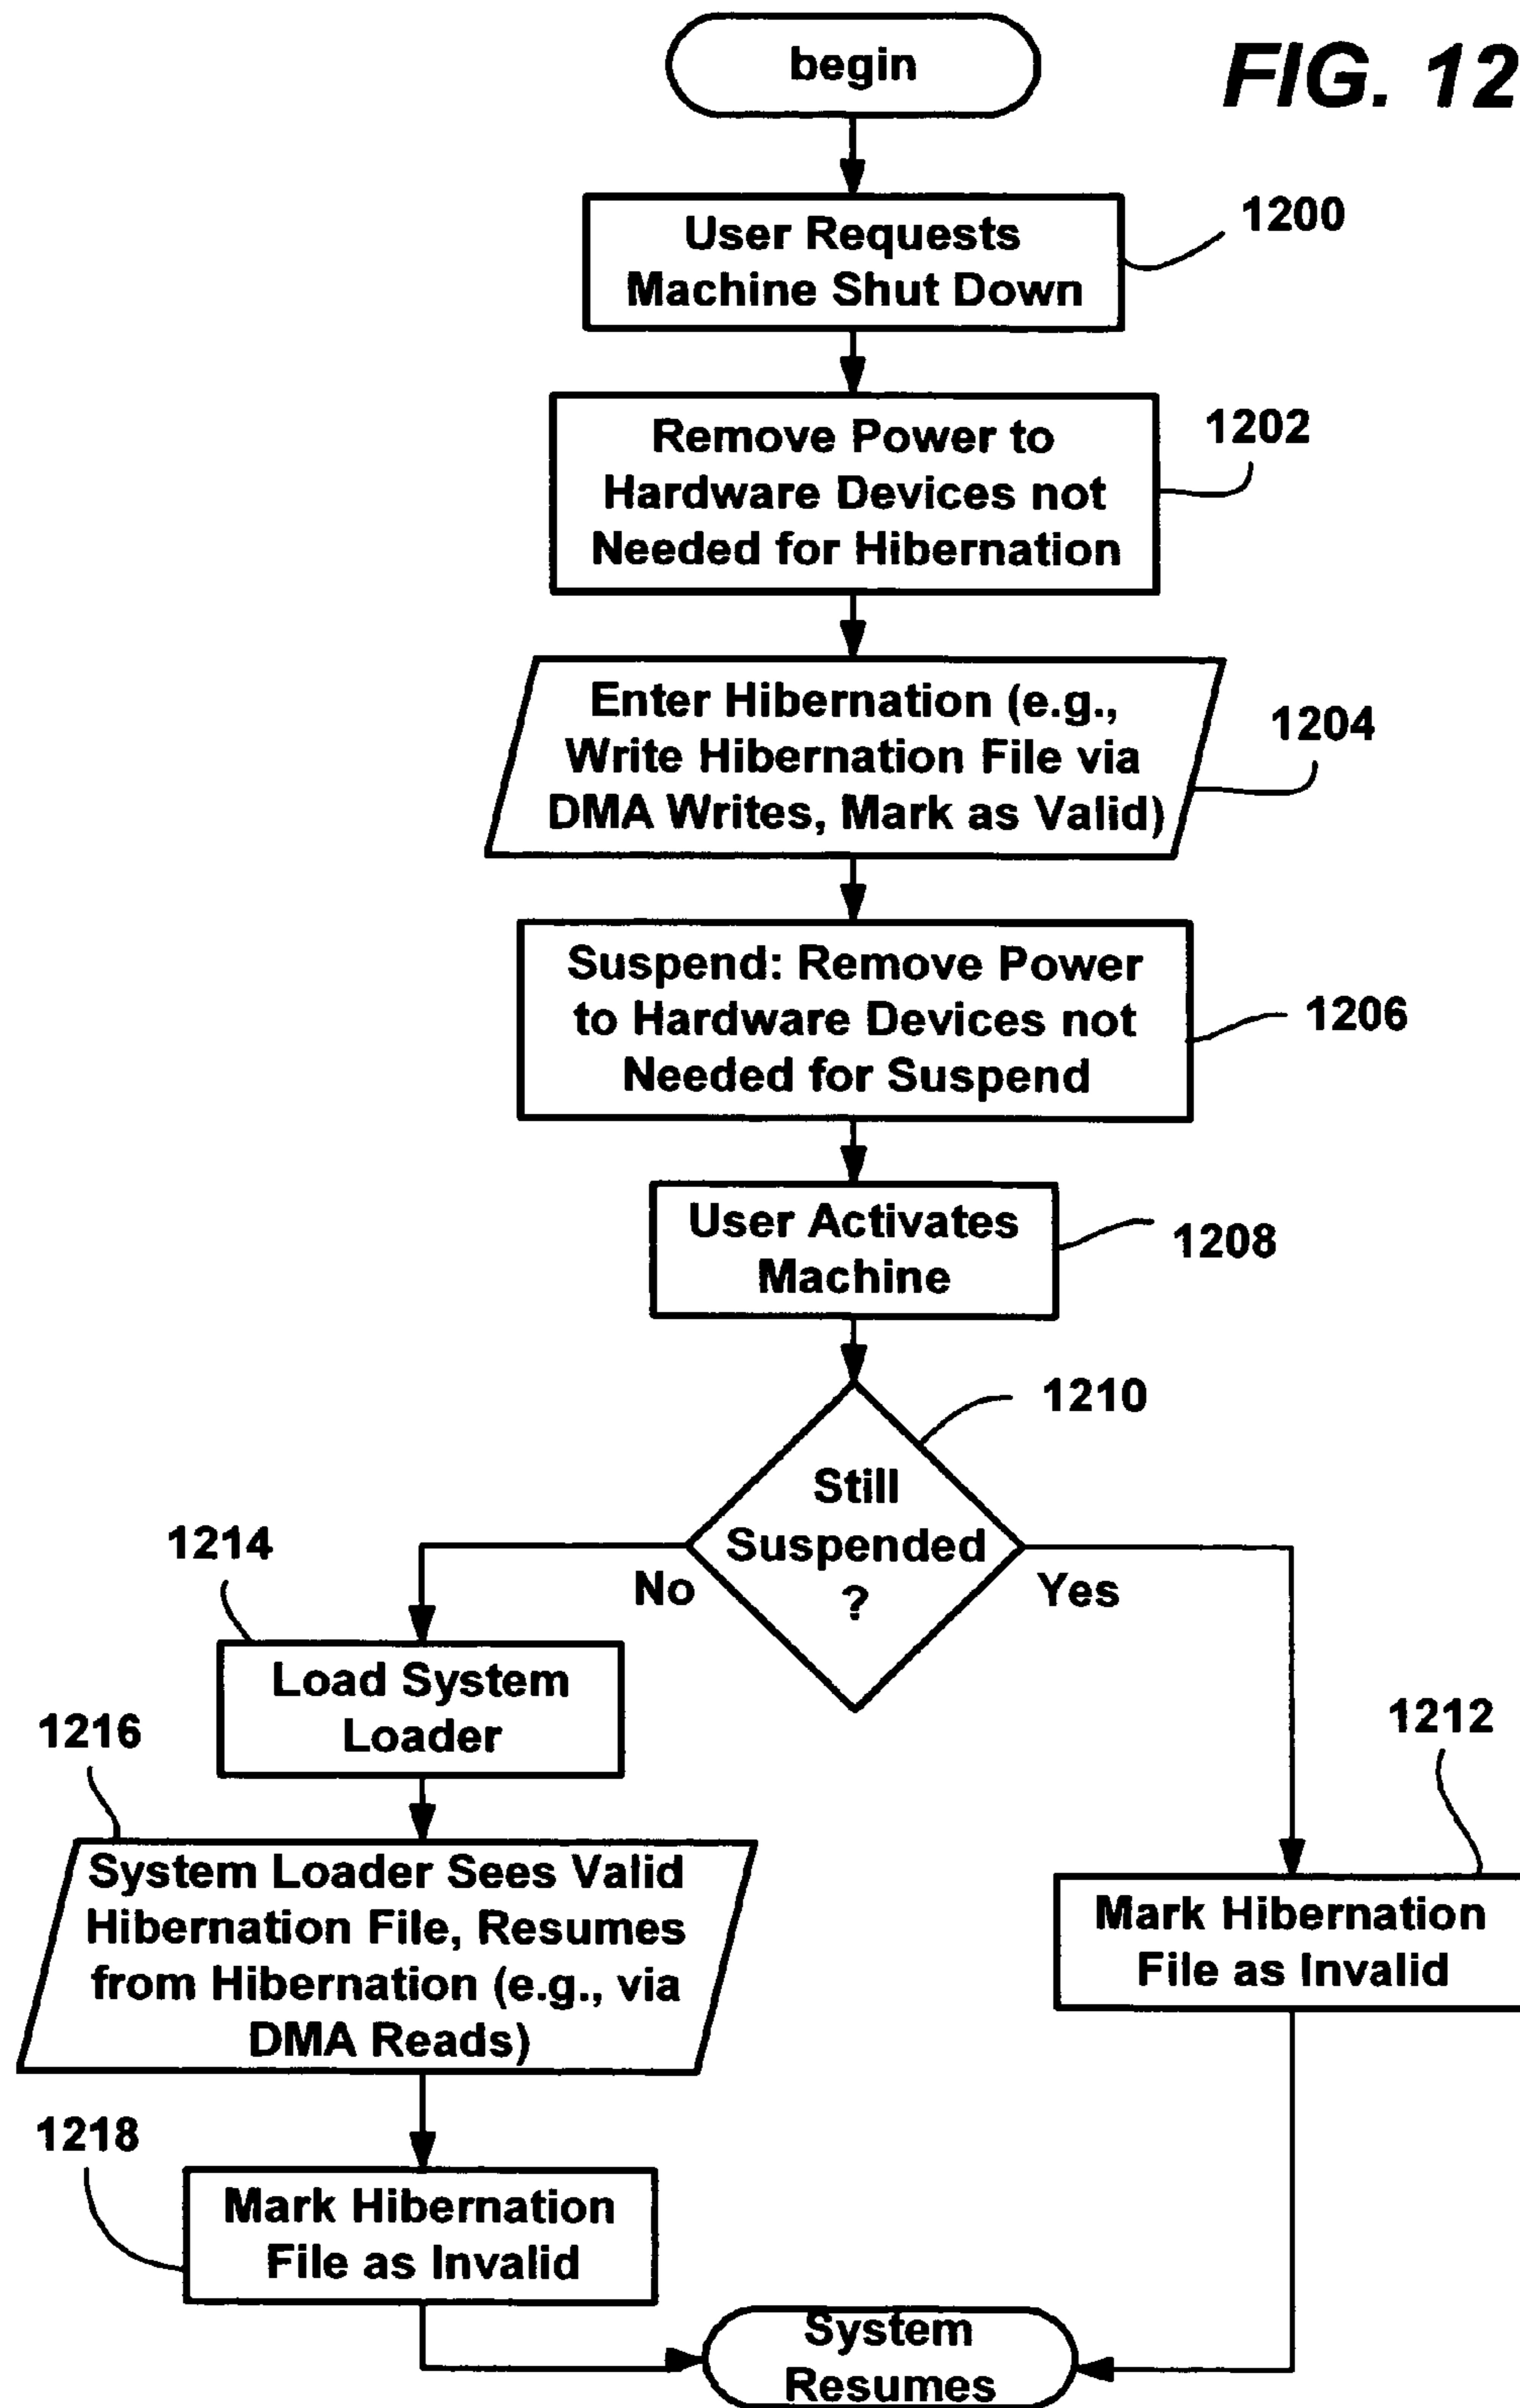 begin
FIG. 12
User Requests
Machine Shut Down
1200
Remove Power to
Hardware Devices not
Needed for Hibernation
1202
Enter Hibernation (e.g.,
Write Hibernation File via
DMA Writes, Mark as Valid)
1204
Suspend: Remove Power
to Hardware Devices not
Needed for Suspend
1206
User Activates
Machine
1208
1210
Still
Suspended
?
No
Yes
1214
Load System
Loader
1216
System Loader Sees Valid
Hibernation File, Resumes
from Hibernation (e.g., via
DMA Reads)
1212
Mark Hibernation
File as Invalid
1218
Mark Hibernation
File as Invalid
System
Resumes